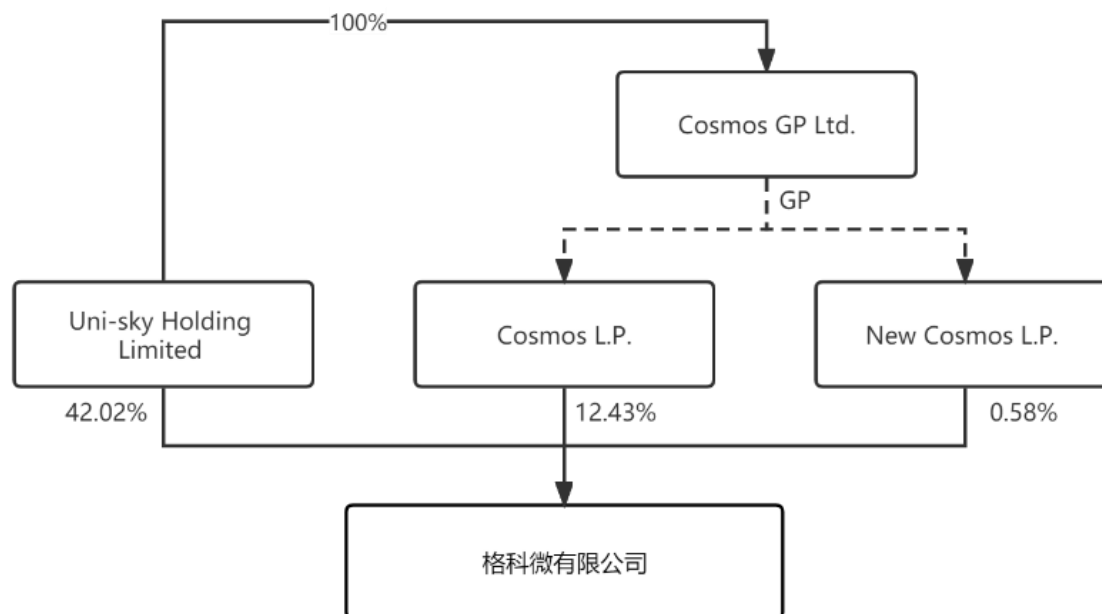 100%
Cosmos GP Ltd.
GP
Uni-sky Holding
Limited
Cosmos L.P.
New Cosmos L.P.
42.02%
12.43%
0.58%
格科微有限公司